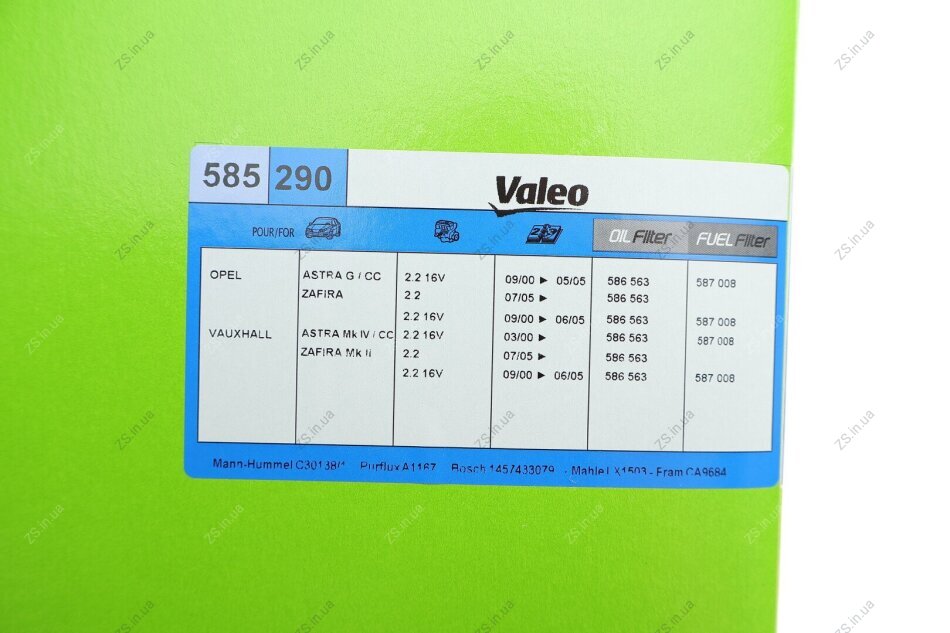 585 290
Valeo
POUR/FOR OIL Filter FUEL Filter
OPEL ASTRA G / CC 2.2 16V 09/00 ► 05/05 586 563 587 008
ZAFIRA 2.2 07/05 ► 586 563
2.2 16V 09/00 ► 06/05 586 563 587 008
VAUXHALL ASTRA Mk IV / CC 2.2 16V 03/00 ► 586 563 587 008
ZAFIRA Mk II 2.2 07/05 ► 586 563
2.2 16V 09/00 ► 06/05 586 563 587 008
Mann-Hummel C30138/1 Purflux A1167 Bosch 1457433079 - Mahle LX1503 - Fram CA9684
ZS.in.ua